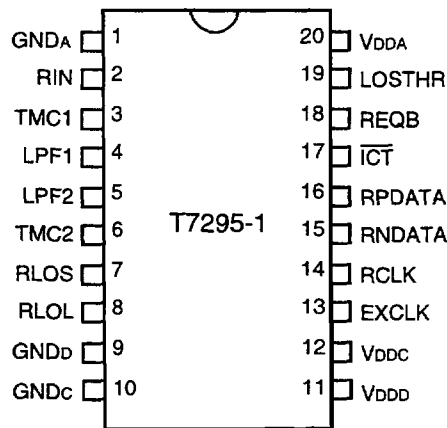 GNDA 1 20 VDDA
RIN 2 19 LOSTHR
TMC1 3 18 REQB
LPF1 4 17 I̅C̅T̅
LPF2 5 16 RPDATA
TMC2 6 15 RNDATA
T7295-1
RLOS 7 14 RCLK
RLOL 8 13 EXCLK
GNDD 9 12 VDDC
GNDC 10 11 VDDD